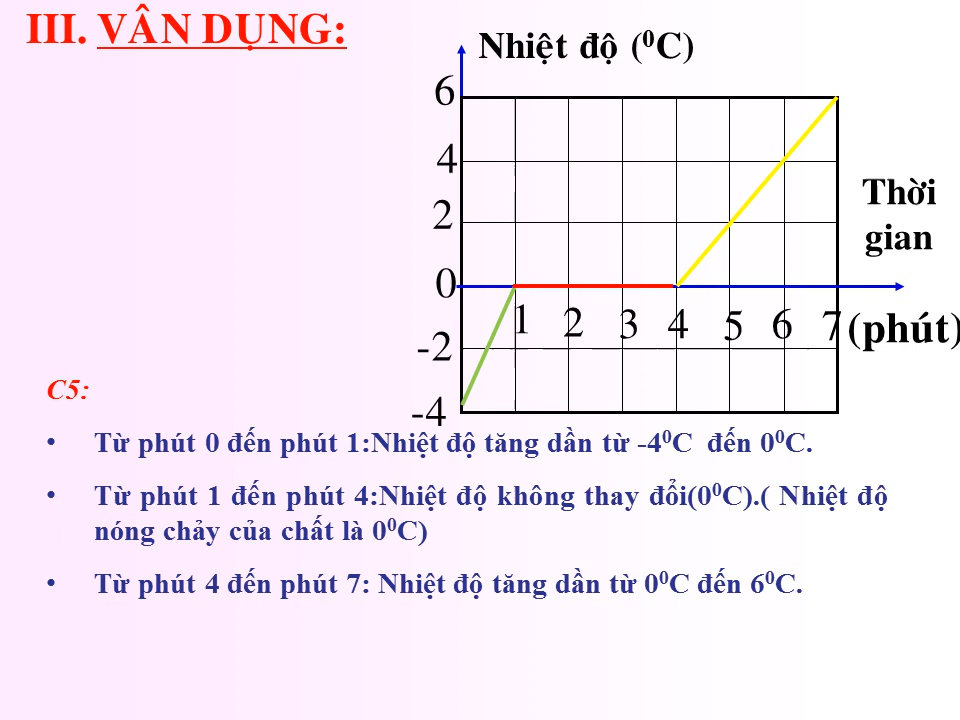 III. VÂN DỤNG:
Nhiệt độ (⁰C)
6
4
2
0
-2
-4
1 2 3 4 5 6 7
Thời
gian
(phút)
C5:
• Từ phút 0 đến phút 1:Nhiệt độ tăng dần từ -4⁰C đến 0⁰C.
• Từ phút 1 đến phút 4:Nhiệt độ không thay đổi(0⁰C).( Nhiệt độ
nóng chảy của chất là 0⁰C)
• Từ phút 4 đến phút 7: Nhiệt độ tăng dần từ 0⁰C đến 6⁰C.